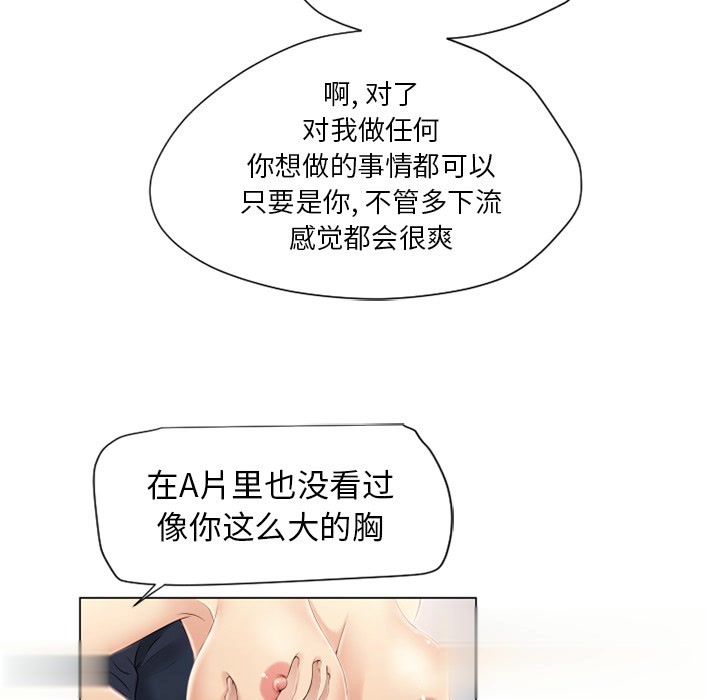 啊, 对了
对我做任何
你想做的事情都可以
只要是你, 不管多下流
感觉都会很爽
在A片里也没看过
像你这么大的胸